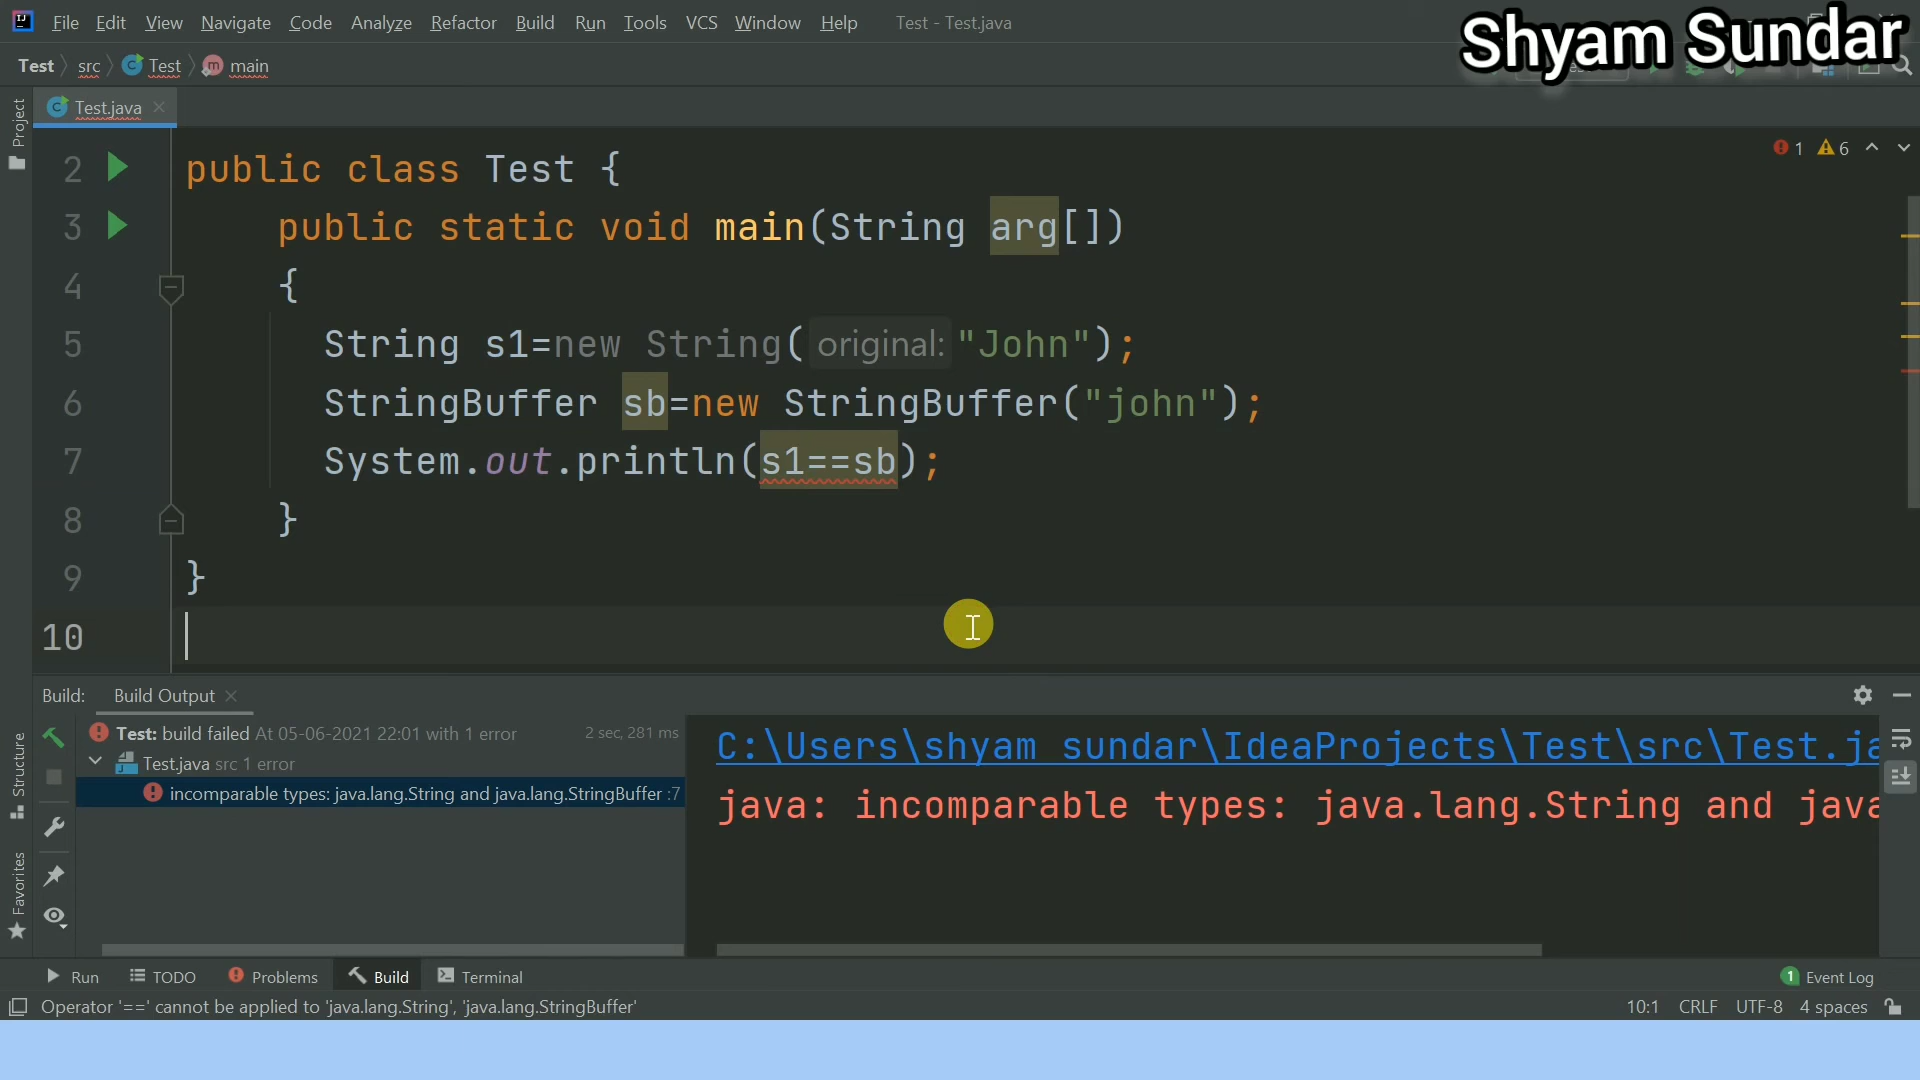 File Edit View Navigate Code Analyze Refactor Build Run Tools VCS Window Help Test - Test.java
Shyam Sundar
Test src Test main
Project
Test.java
1 6
2 public class Test {
3 public static void main(String arg[])
4 {
5 String s1=new String( original: "John");
6 StringBuffer sb=new StringBuffer("john");
7 System.out.println(s1==sb);
8 }
9 }
10
Build: Build Output
Test: build failed At 05-06-2021 22:01 with 1 error 2 sec, 281 ms
Test.java src 1 error
incomparable types: java.lang.String and java.lang.StringBuffer :7
C:\Users\shyam sundar\IdeaProjects\Test\src\Test.ja
java: incomparable types: java.lang.String and java
Structure
Favorites
Run TODO Problems Build Terminal 1 Event Log
Operator '==' cannot be applied to 'java.lang.String', 'java.lang.StringBuffer' 10:1 CRLF UTF-8 4 spaces